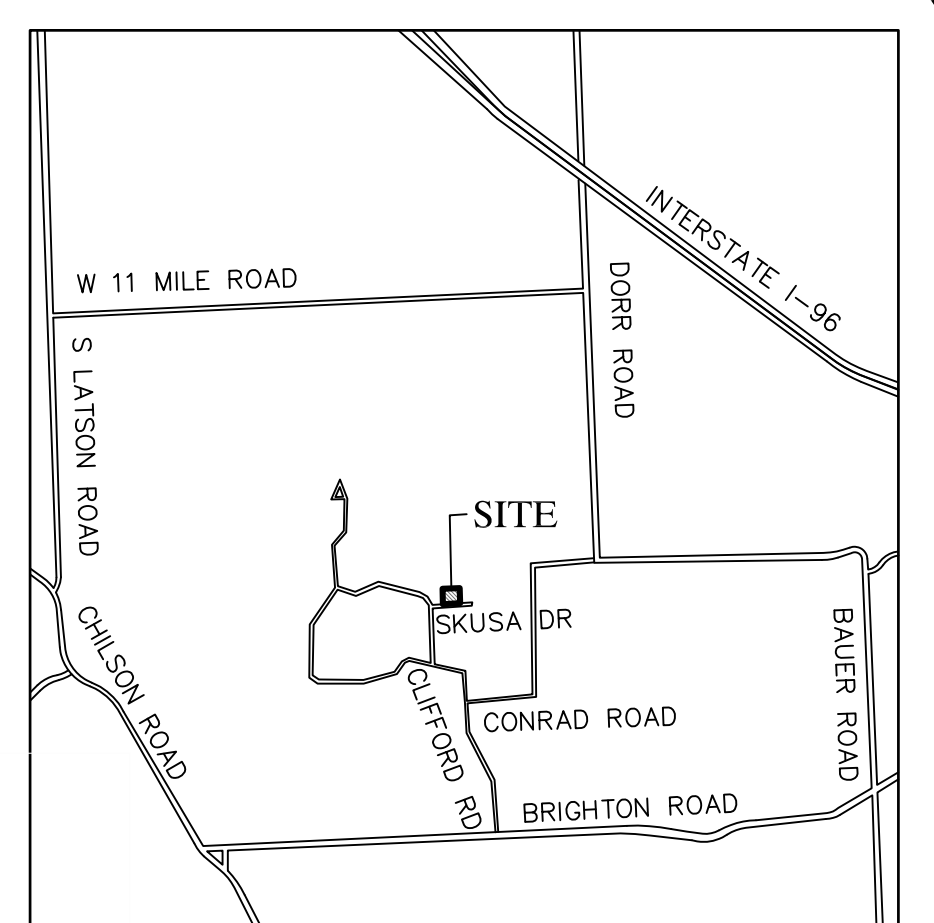 INTERSTATE I-96
W 11 MILE ROAD
DORR ROAD
S LATSON ROAD
SITE
SKUSA DR
CHILSON ROAD
BAUER ROAD
CLIFFORD RD
CONRAD ROAD
BRIGHTON ROAD